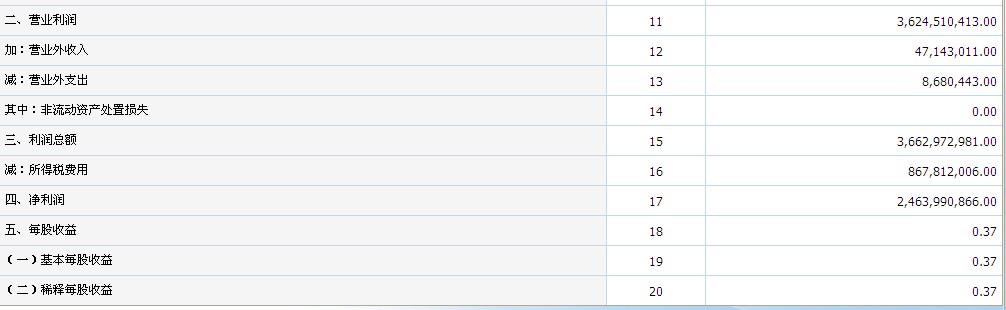 二、营业利润 11 3,624,510,413.00
加：营业外收入 12 47,143,011.00
减：营业外支出 13 8,680,443.00
其中：非流动资产处置损失 14 0.00
三、利润总额 15 3,662,972,981.00
减：所得税费用 16 867,812,006.00
四、净利润 17 2,463,990,866.00
五、每股收益 18 0.37
（一）基本每股收益 19 0.37
（二）稀释每股收益 20 0.37